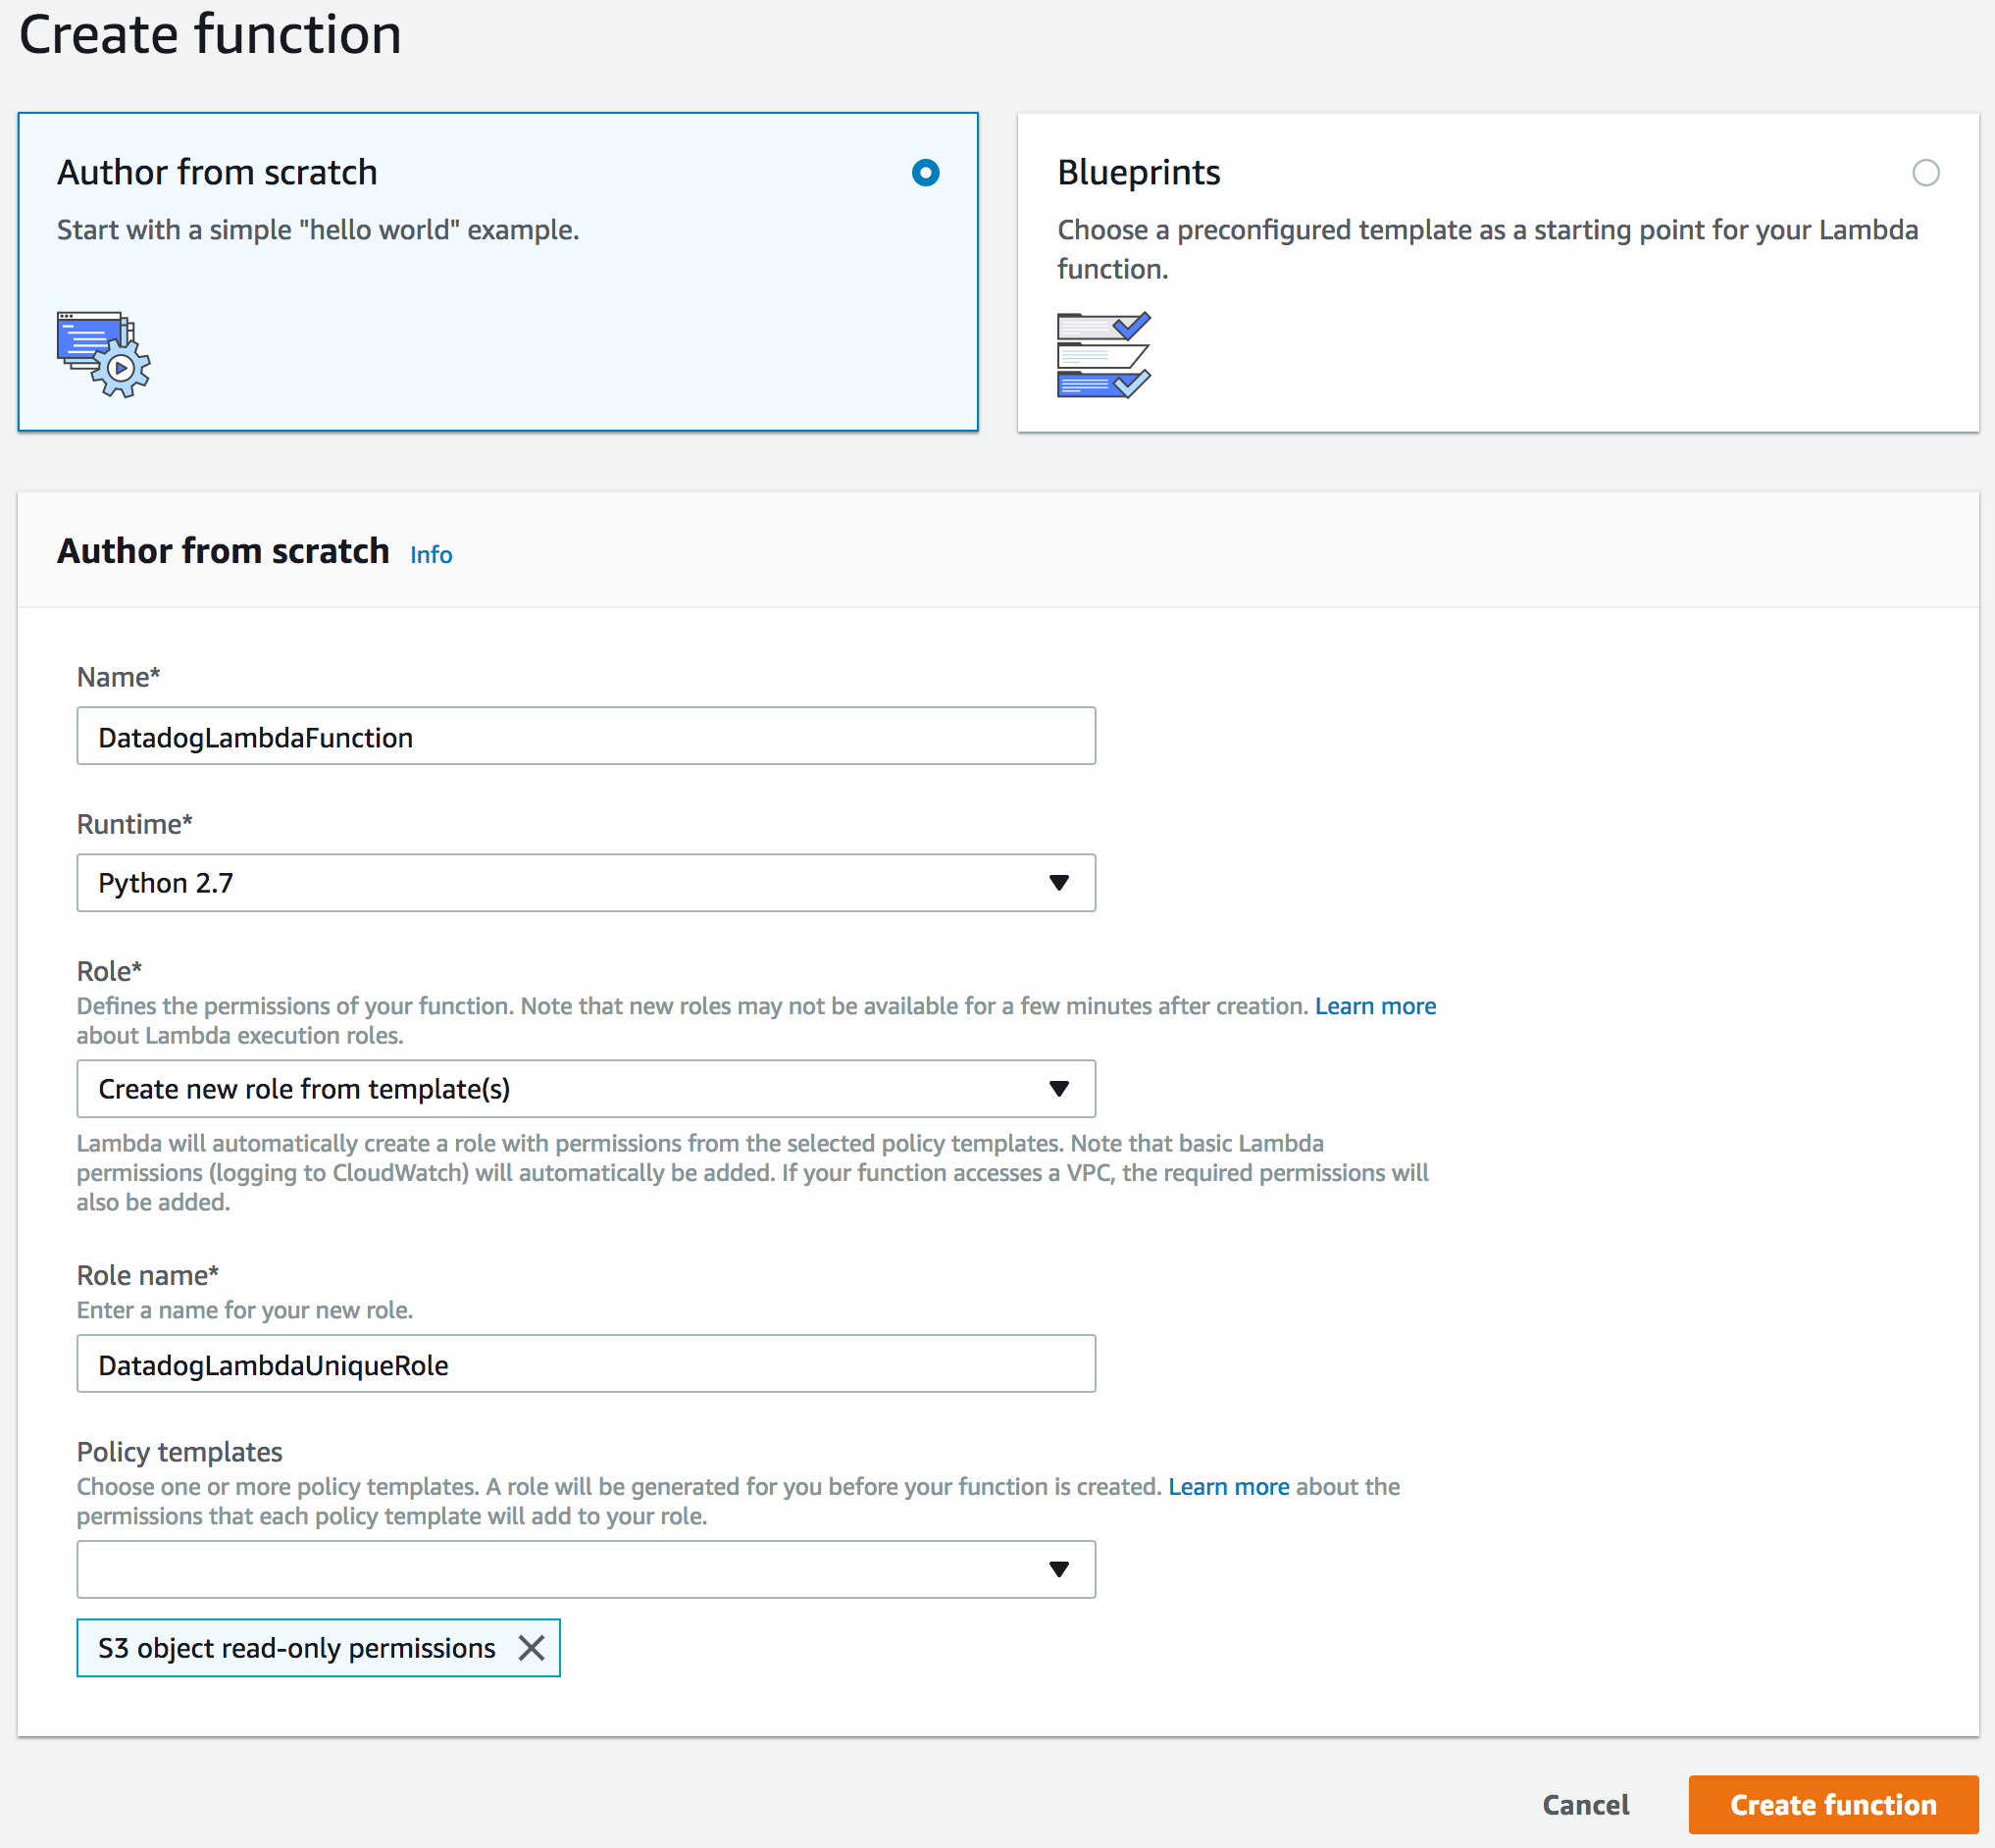 Create function
Author from scratch
Start with a simple "hello world" example.
Blueprints
Choose a preconfigured template as a starting point for your Lambda
function.
Author from scratch Info
Name*
DatadogLambdaFunction
Runtime*
Python 2.7
Role*
Defines the permissions of your function. Note that new roles may not be available for a few minutes after creation. Learn more
about Lambda execution roles.
Create new role from template(s)
Lambda will automatically create a role with permissions from the selected policy templates. Note that basic Lambda
permissions (logging to CloudWatch) will automatically be added. If your function accesses a VPC, the required permissions will
also be added.
Role name*
Enter a name for your new role.
DatadogLambdaUniqueRole
Policy templates
Choose one or more policy templates. A role will be generated for you before your function is created. Learn more about the
permissions that each policy template will add to your role.
S3 object read-only permissions
Cancel Create function